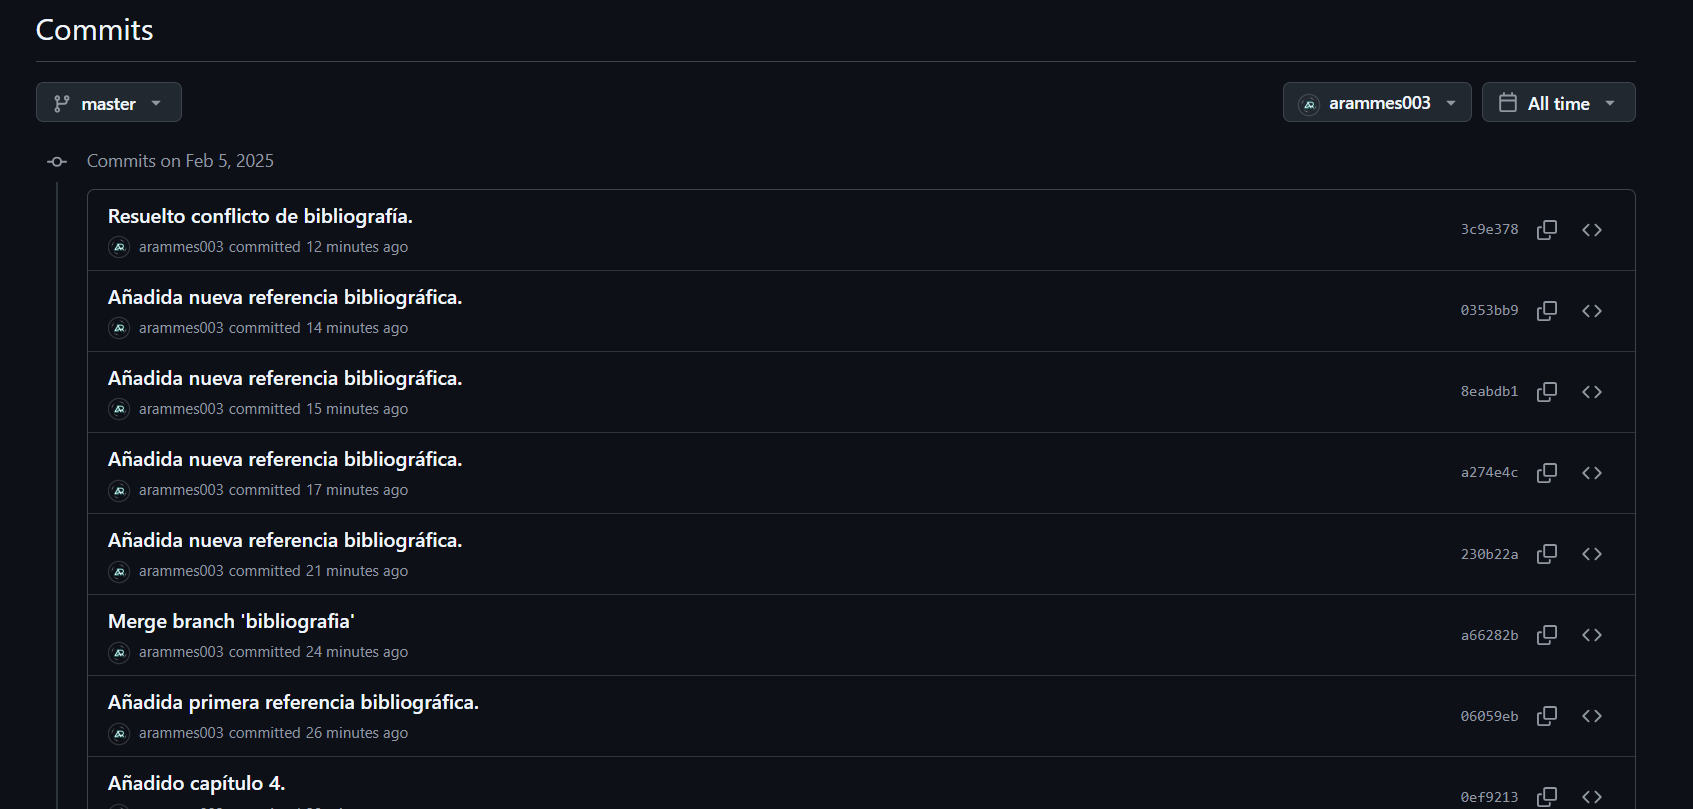 Commits
master
arammes003
All time
Commits on Feb 5, 2025
Resuelto conflicto de bibliografía.
arammes003 committed 12 minutes ago
3c9e378
Añadida nueva referencia bibliográfica.
arammes003 committed 14 minutes ago
0353bb9
Añadida nueva referencia bibliográfica.
arammes003 committed 15 minutes ago
8eabdb1
Añadida nueva referencia bibliográfica.
arammes003 committed 17 minutes ago
a274e4c
Añadida nueva referencia bibliográfica.
arammes003 committed 21 minutes ago
230b22a
Merge branch 'bibliografia'
arammes003 committed 24 minutes ago
a66282b
Añadida primera referencia bibliográfica.
arammes003 committed 26 minutes ago
06059eb
Añadido capítulo 4.
0ef9213